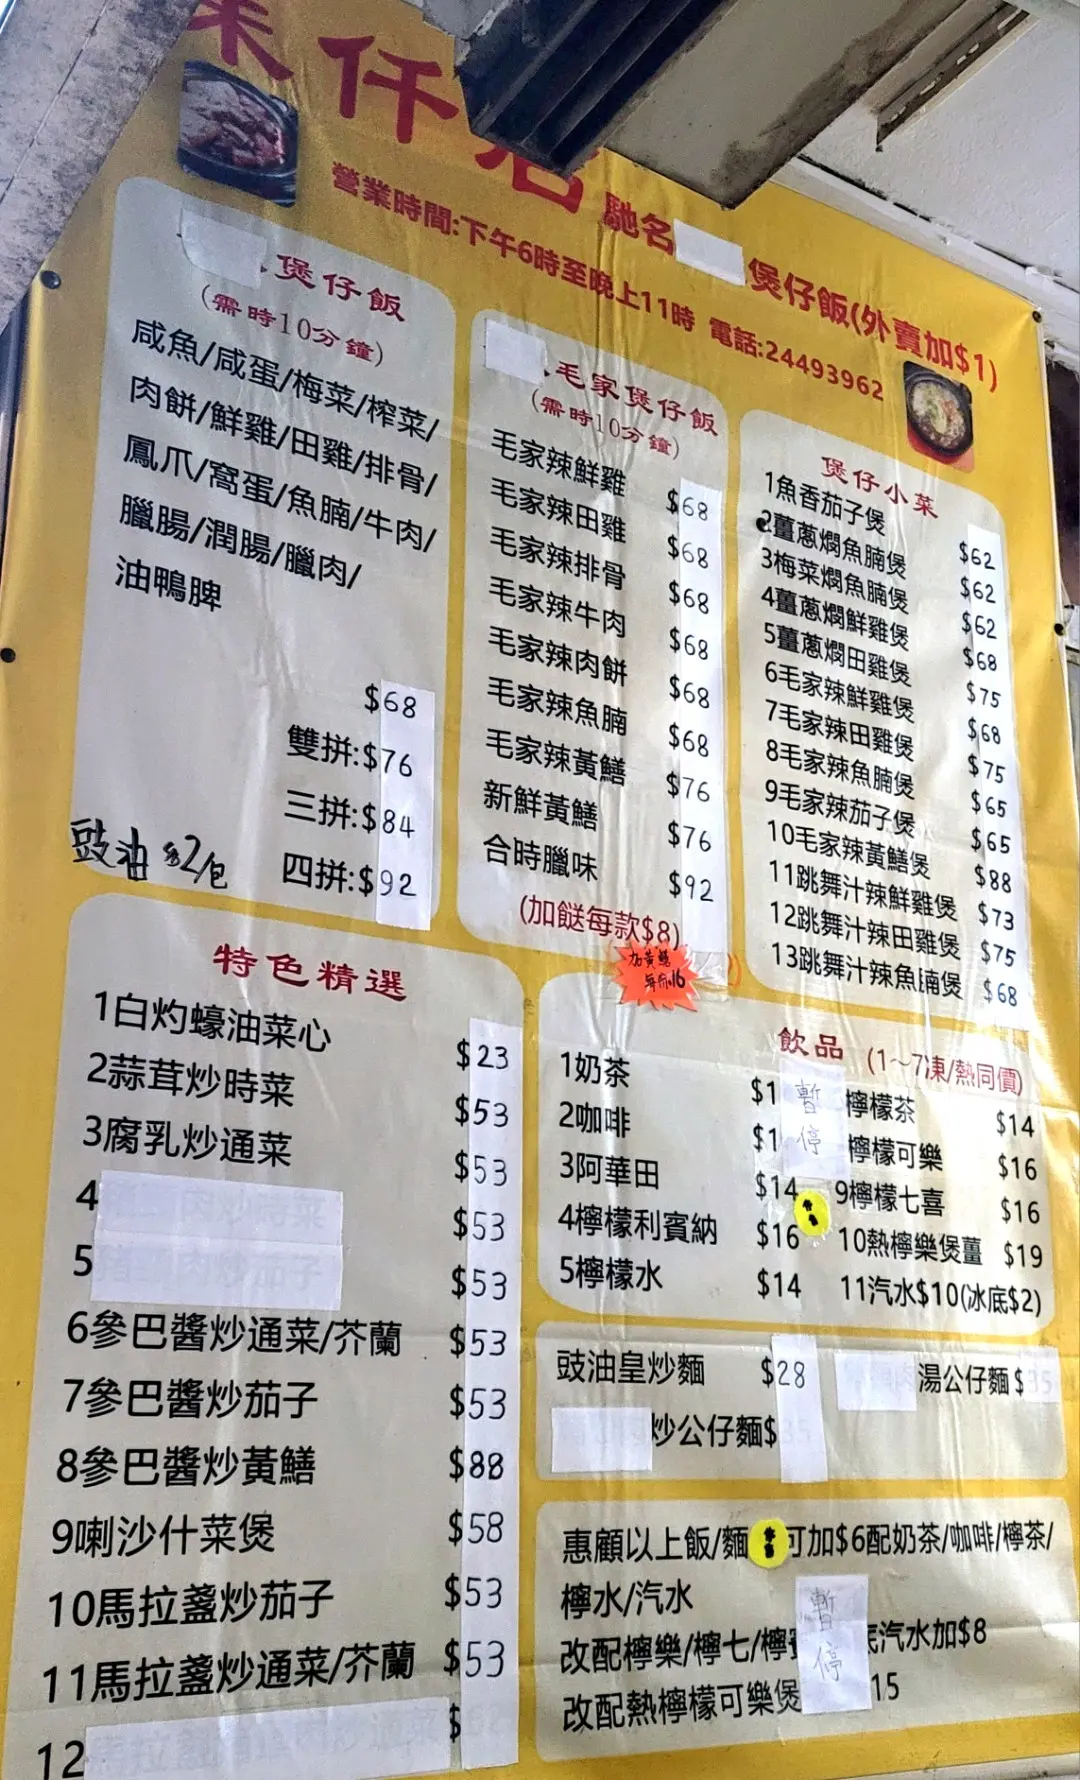 仔
馳名
煲仔飯(外賣加$1)
營業時間:下午6時至晚上11時 電話:24493962
煲仔飯
(需時10分鐘)
咸魚/咸蛋/梅菜/榨菜/
肉餅/鮮雞/田雞/排骨/
鳳爪/窩蛋/魚腩/牛肉/
臘腸/潤腸/臘肉/
油鴨脾
$68
雙拼:$76
三拼:$84
四拼:$92
豉油$2/包
毛家煲仔飯
(需時10分鐘)
毛家辣鮮雞 $68
毛家辣田雞 $68
毛家辣排骨 $68
毛家辣牛肉 $68
毛家辣肉餅 $68
毛家辣魚腩 $68
毛家辣黃鱔 $76
新鮮黃鱔 $76
合時臘味 $92
(加餸每款$8)
加黃鱔
每份$16
煲仔小菜
1魚香茄子煲 $62
2薑蔥燜魚腩煲 $62
3梅菜燜魚腩煲 $62
4薑蔥燜鮮雞煲 $68
5薑蔥燜田雞煲 $75
6毛家辣鮮雞煲 $68
7毛家辣田雞煲 $75
8毛家辣魚腩煲 $65
9毛家辣茄子煲 $65
10毛家辣黃鱔煲 $88
11跳舞汁辣鮮雞煲 $73
12跳舞汁辣田雞煲 $75
13跳舞汁辣魚腩煲 $68
特色精選
1白灼蠔油菜心 $23
2蒜茸炒時菜 $53
3腐乳炒通菜 $53
4 $53
5 $53
6參巴醬炒通菜/芥蘭 $53
7參巴醬炒茄子 $53
8參巴醬炒黃鱔 $88
9喇沙什菜煲 $58
10馬拉盞炒茄子 $53
11馬拉盞炒通菜/芥蘭 $53
12 $
飲品 (1～7凍/熱同價)
1奶茶 $1
2咖啡 $1
3阿華田 $14
4檸檬利賓納 $16
5檸檬水 $14
暫停
檸檬茶 $14
檸檬可樂 $16
9檸檬七喜 $16
10熱檸樂煲薑 $19
11汽水$10(冰底$2)
豉油皇炒麵 $28
湯公仔麵$
炒公仔麵$
惠顧以上飯/麵 可加$6配奶茶/咖啡/檸茶/
檸水/汽水
改配檸樂/檸七/檸 底汽水加$8
改配熱檸檬可樂煲 15
暫停